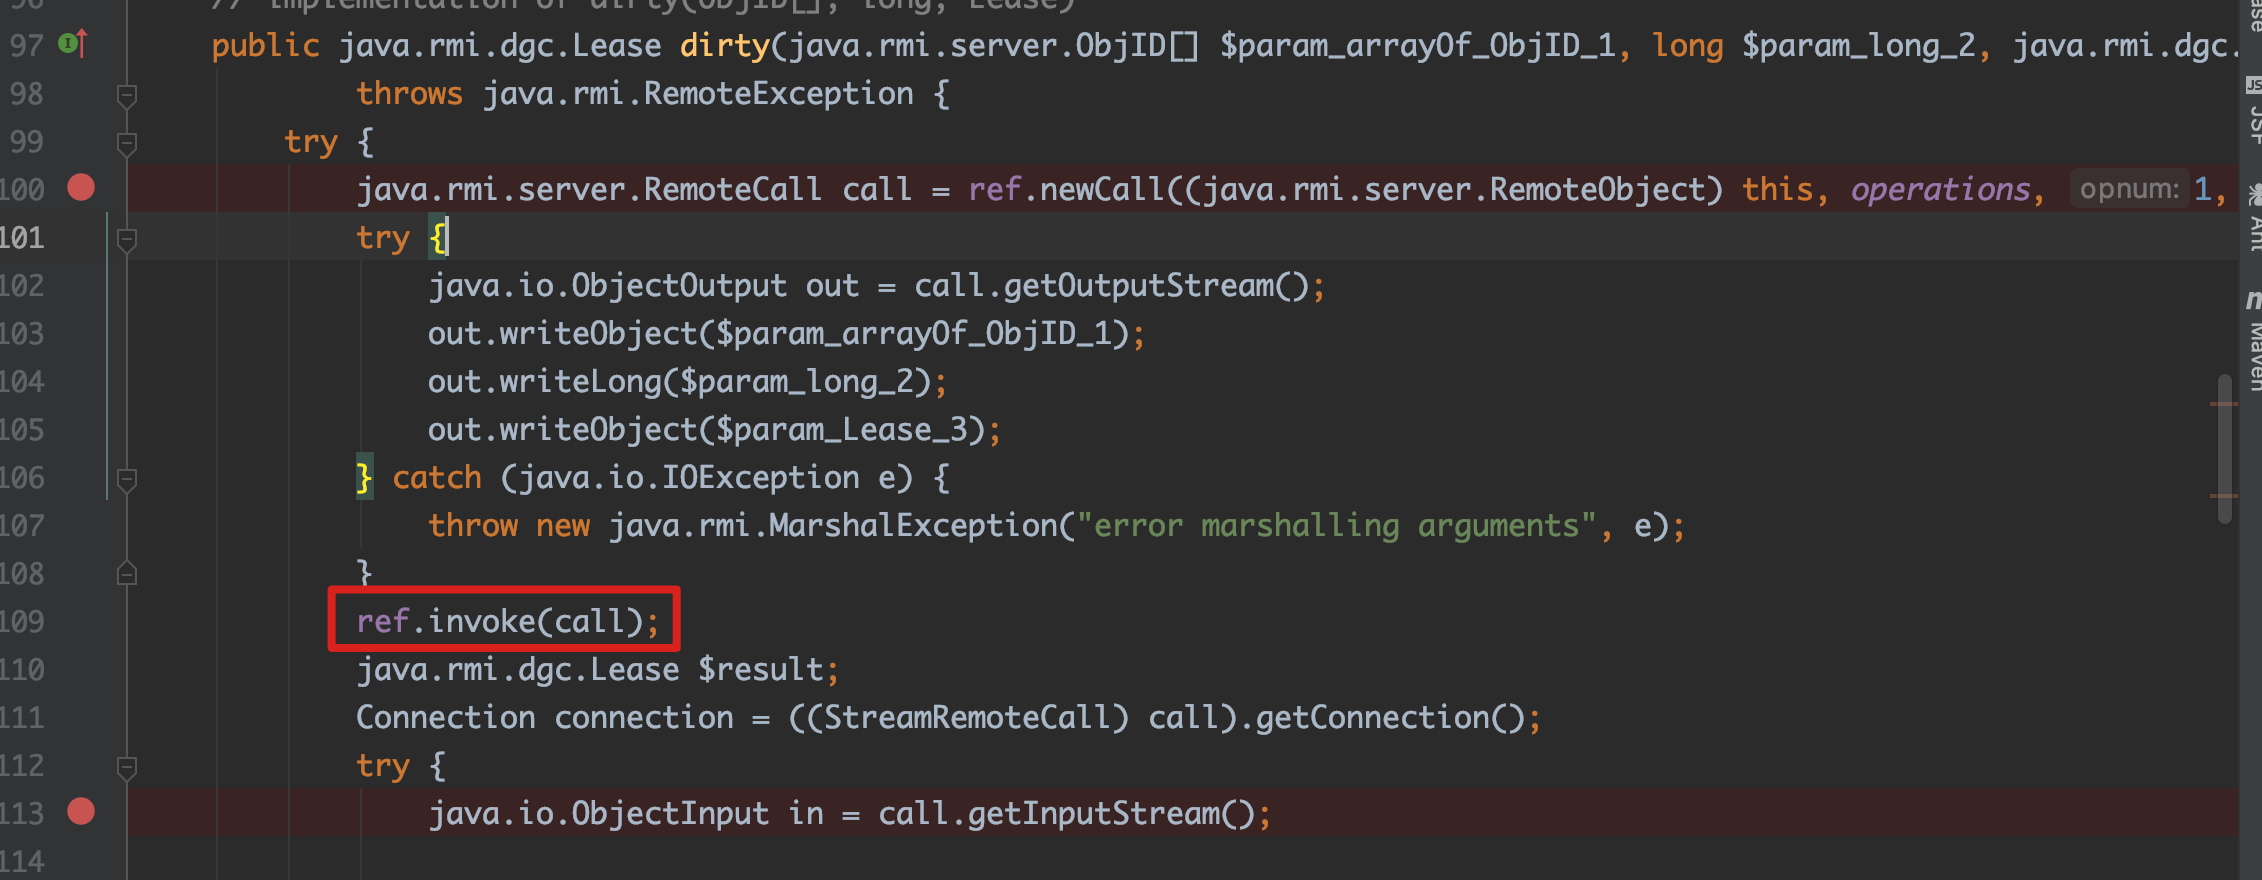 // implementation of dirty(ObjID[], long, Lease)
97 public java.rmi.dgc.Lease dirty(java.rmi.server.ObjID[] $param_arrayOf_ObjID_1, long $param_long_2, java.rmi.dgc.
98 throws java.rmi.RemoteException {
99 try {
100 java.rmi.server.RemoteCall call = ref.newCall((java.rmi.server.RemoteObject) this, operations, opnum: 1,
101 try {
102 java.io.ObjectOutput out = call.getOutputStream();
103 out.writeObject($param_arrayOf_ObjID_1);
104 out.writeLong($param_long_2);
105 out.writeObject($param_Lease_3);
106 } catch (java.io.IOException e) {
107 throw new java.rmi.MarshalException("error marshalling arguments", e);
108 }
109 ref.invoke(call);
110 java.rmi.dgc.Lease $result;
111 Connection connection = ((StreamRemoteCall) call).getConnection();
112 try {
113 java.io.ObjectInput in = call.getInputStream();
114
JSF
Ant
m Maven